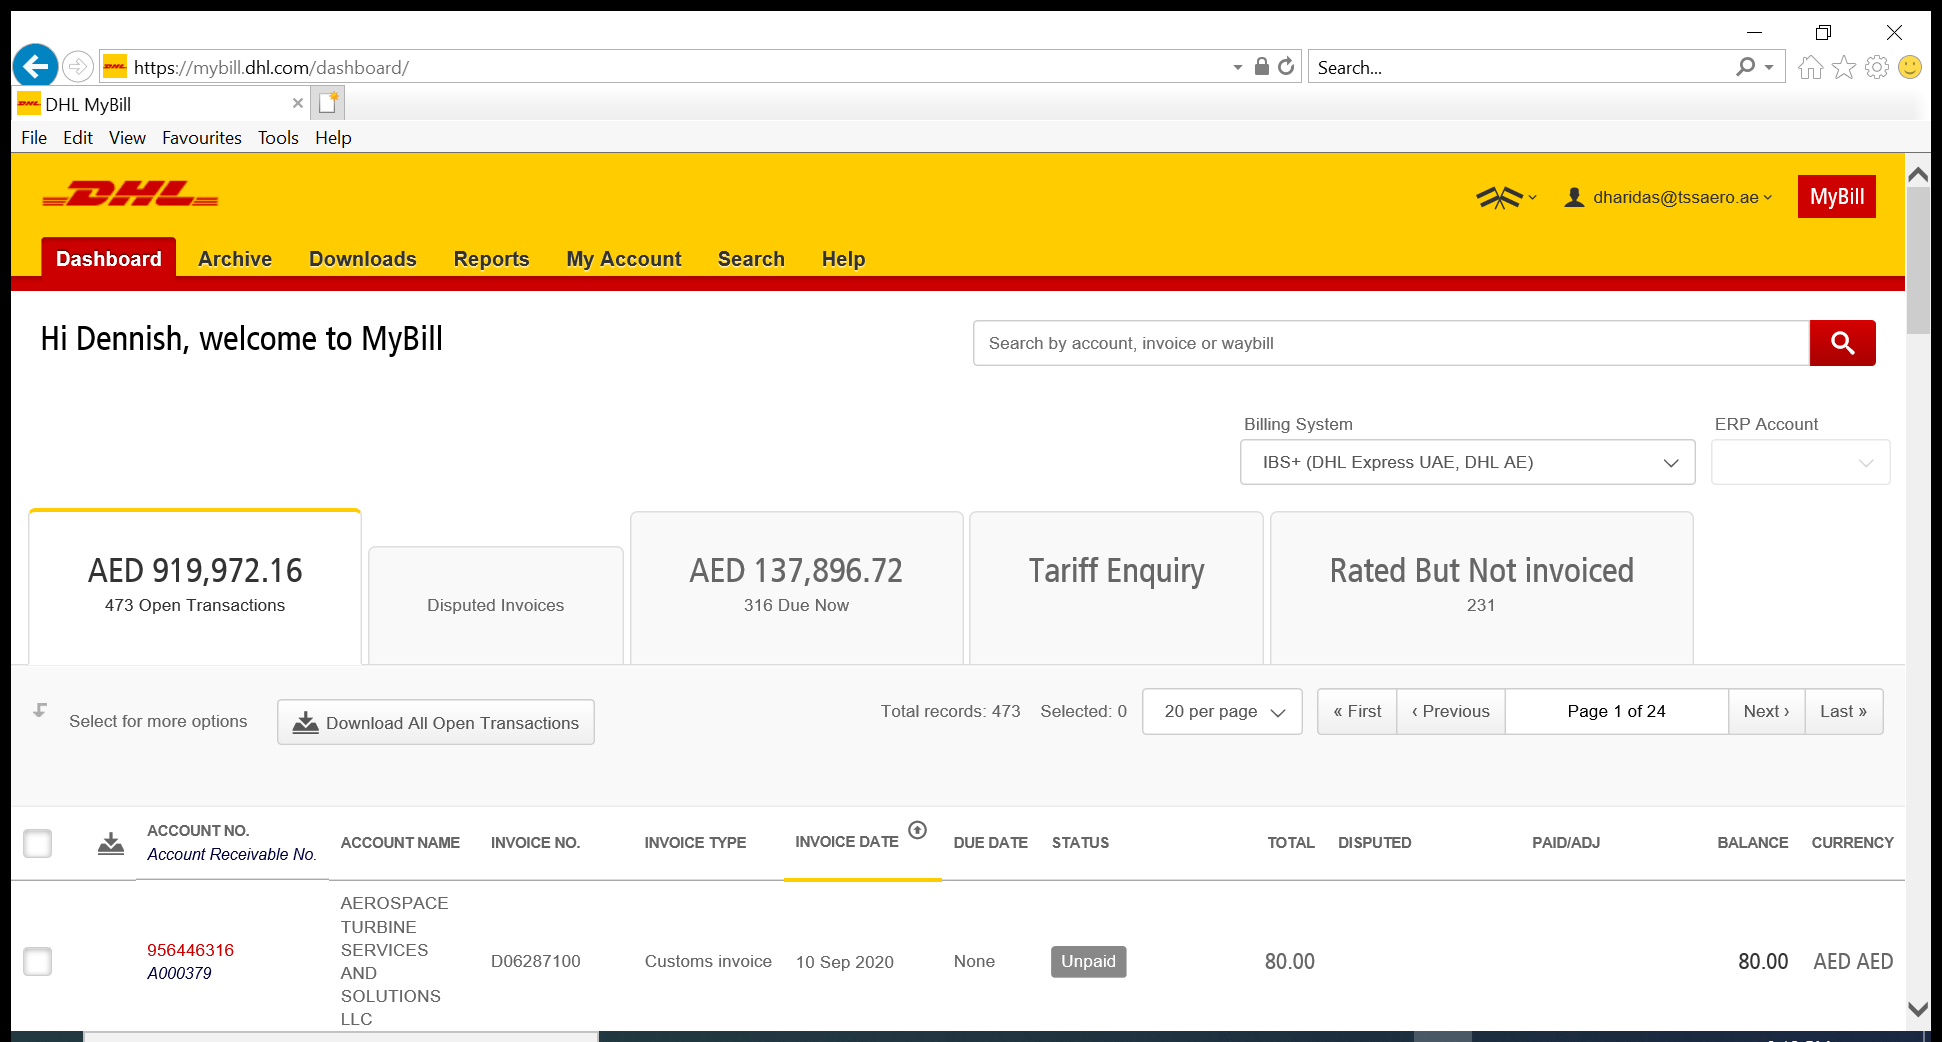 https://mybill.dhl.com/dashboard/
Search...
DHL MyBill
File Edit View Favourites Tools Help
DHL
dharidas@tssaero.ae
MyBill
Dashboard Archive Downloads Reports My Account Search Help
Hi Dennish, welcome to MyBill
Search by account, invoice or waybill
Billing System
ERP Account
IBS+ (DHL Express UAE, DHL AE)
AED 919,972.16
473 Open Transactions
Disputed Invoices
AED 137,896.72
316 Due Now
Tariff Enquiry
Rated But Not invoiced
231
Select for more options
Download All Open Transactions
Total records: 473 Selected: 0
20 per page
« First
‹ Previous
Page 1 of 24
Next ›
Last »
ACCOUNT NO.
Account Receivable No.
ACCOUNT NAME
INVOICE NO.
INVOICE TYPE
INVOICE DATE
DUE DATE
STATUS
TOTAL
DISPUTED
PAID/ADJ
BALANCE
CURRENCY
956446316
A000379
AEROSPACE
TURBINE
SERVICES
AND
SOLUTIONS
LLC
D06287100
Customs invoice
10 Sep 2020
None
Unpaid
80.00
80.00
AED AED